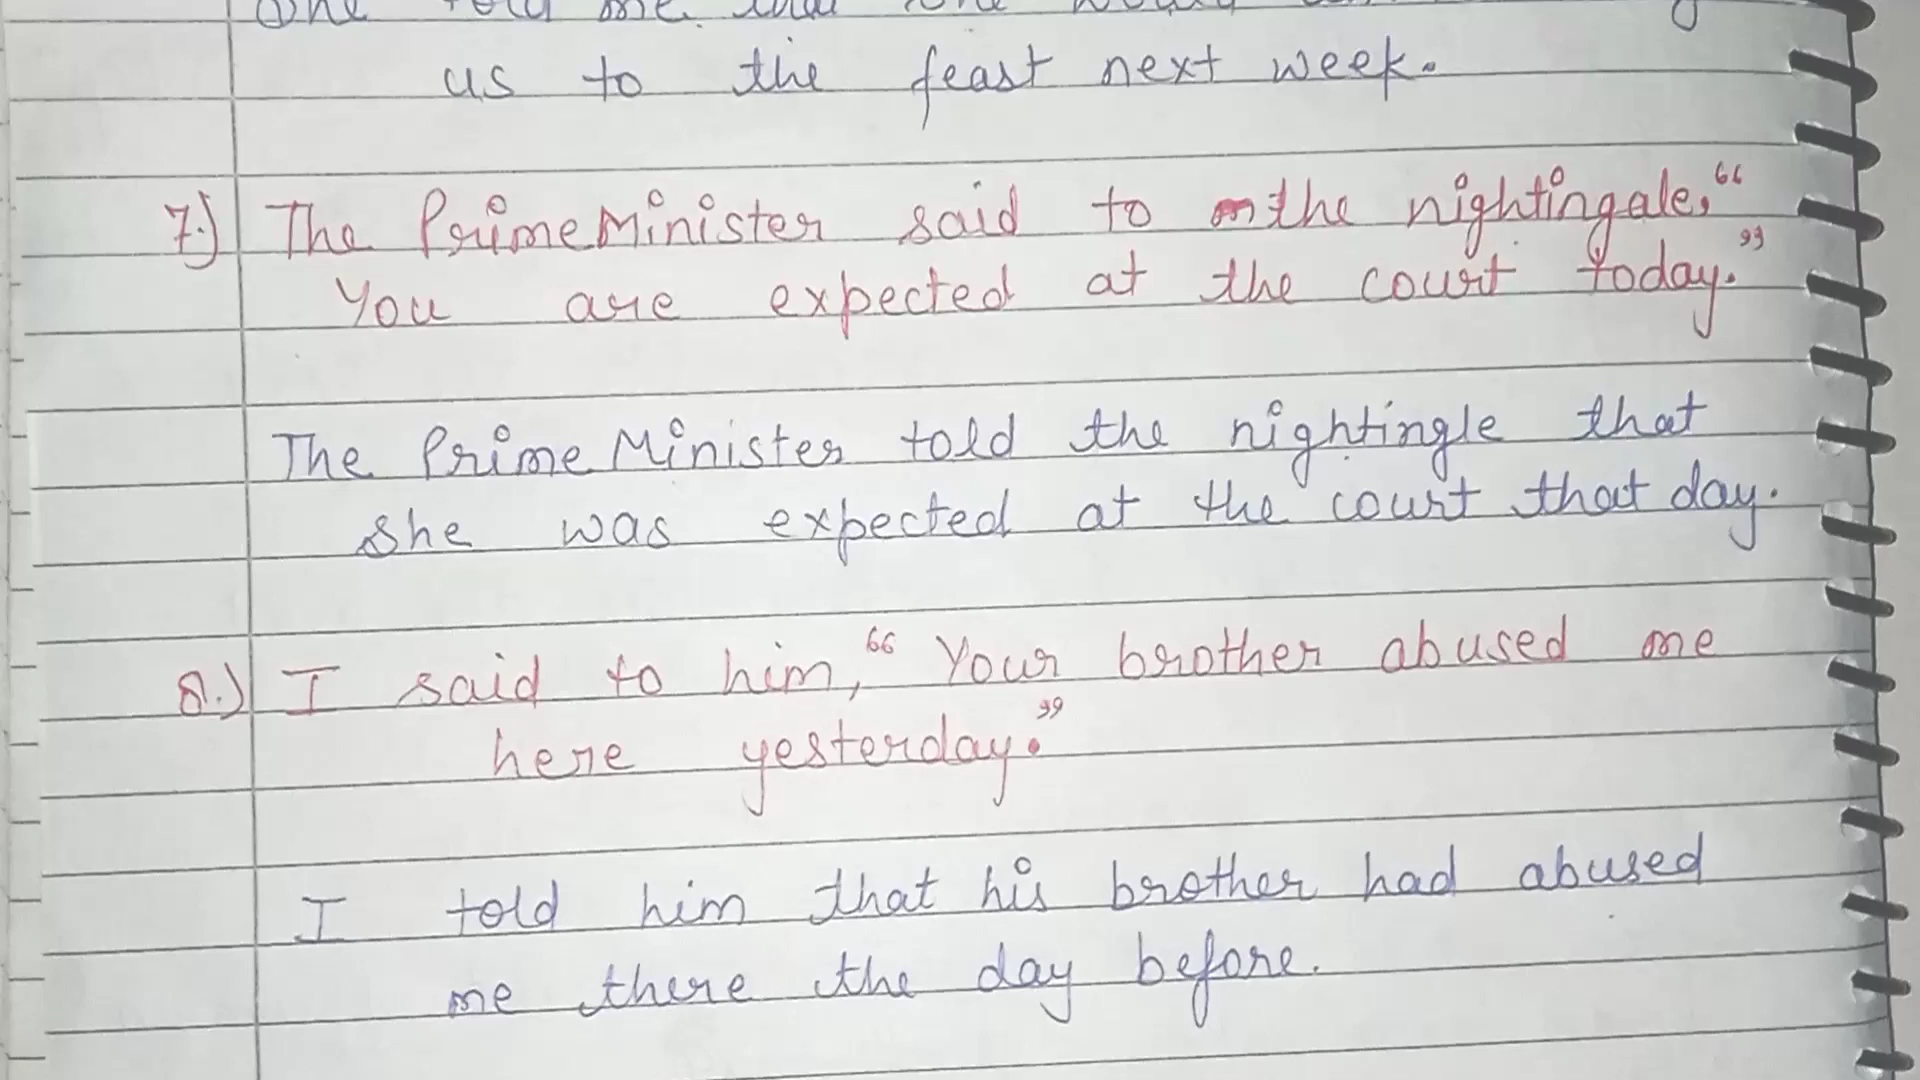 us to the feast next week.
7.) The Prime Minister said to the nightingale, "
You are expected at the court today."
The Prime Minister told the nightingle that
she was expected at the court that day.
8.) I said to him, " Your brother abused me
here yesterday."
I told him that his brother had abused
me there the day before.